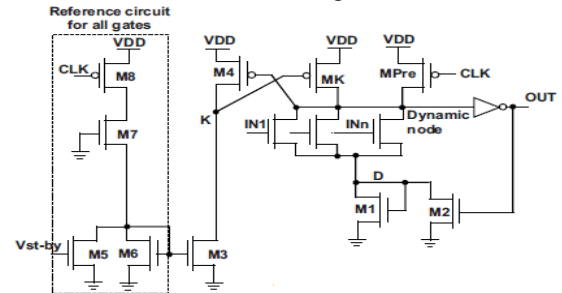 Reference circuit
for all gates
VDD
VDD
VDD
VDD
CLK
M8
M4
MK
MPre
CLK
M7
K
IN1
INn
Dynamic
node
OUT
D
M1
M2
Vst-by
M5
M6
M3